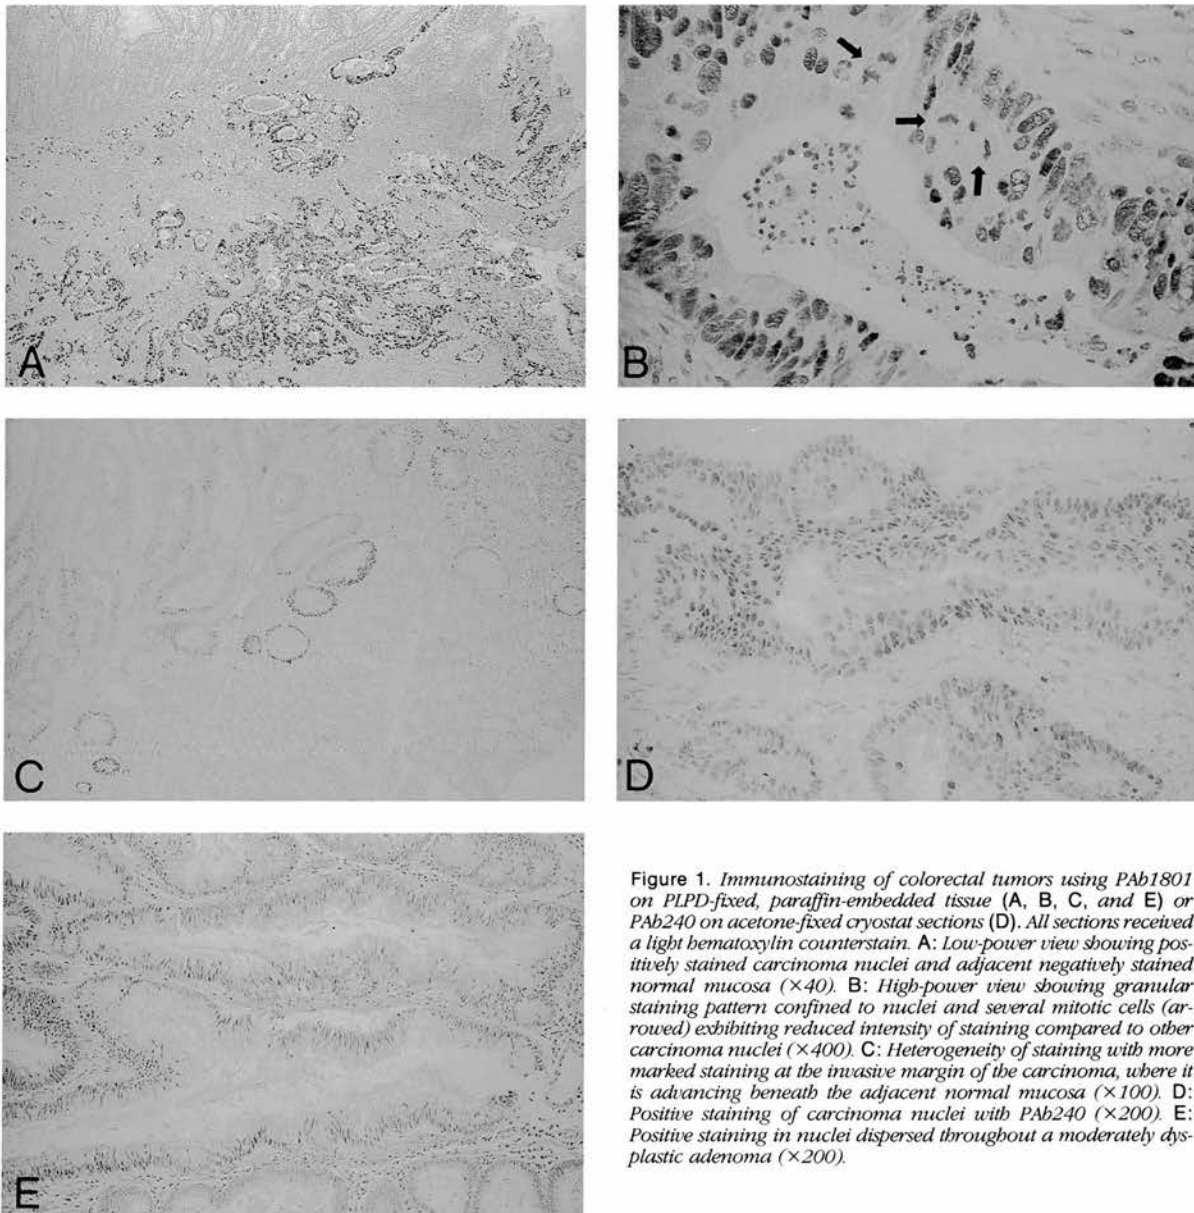 A
B
C
D
E
Figure 1. Immunostaining of colorectal tumors using PAb1801
on PLPD-fixed, paraffin-embedded tissue (A, B, C, and E) or
PAb240 on acetone-fixed cryostat sections (D). All sections received
a light hematoxylin counterstain. A: Low-power view showing pos-
itively stained carcinoma nuclei and adjacent negatively stained
normal mucosa (×40). B: High-power view showing granular
staining pattern confined to nuclei and several mitotic cells (ar-
rowed) exhibiting reduced intensity of staining compared to other
carcinoma nuclei (×400). C: Heterogeneity of staining with more
marked staining at the invasive margin of the carcinoma, where it
is advancing beneath the adjacent normal mucosa (×100). D:
Positive staining of carcinoma nuclei with PAb240 (×200). E:
Positive staining in nuclei dispersed throughout a moderately dys-
plastic adenoma (×200).